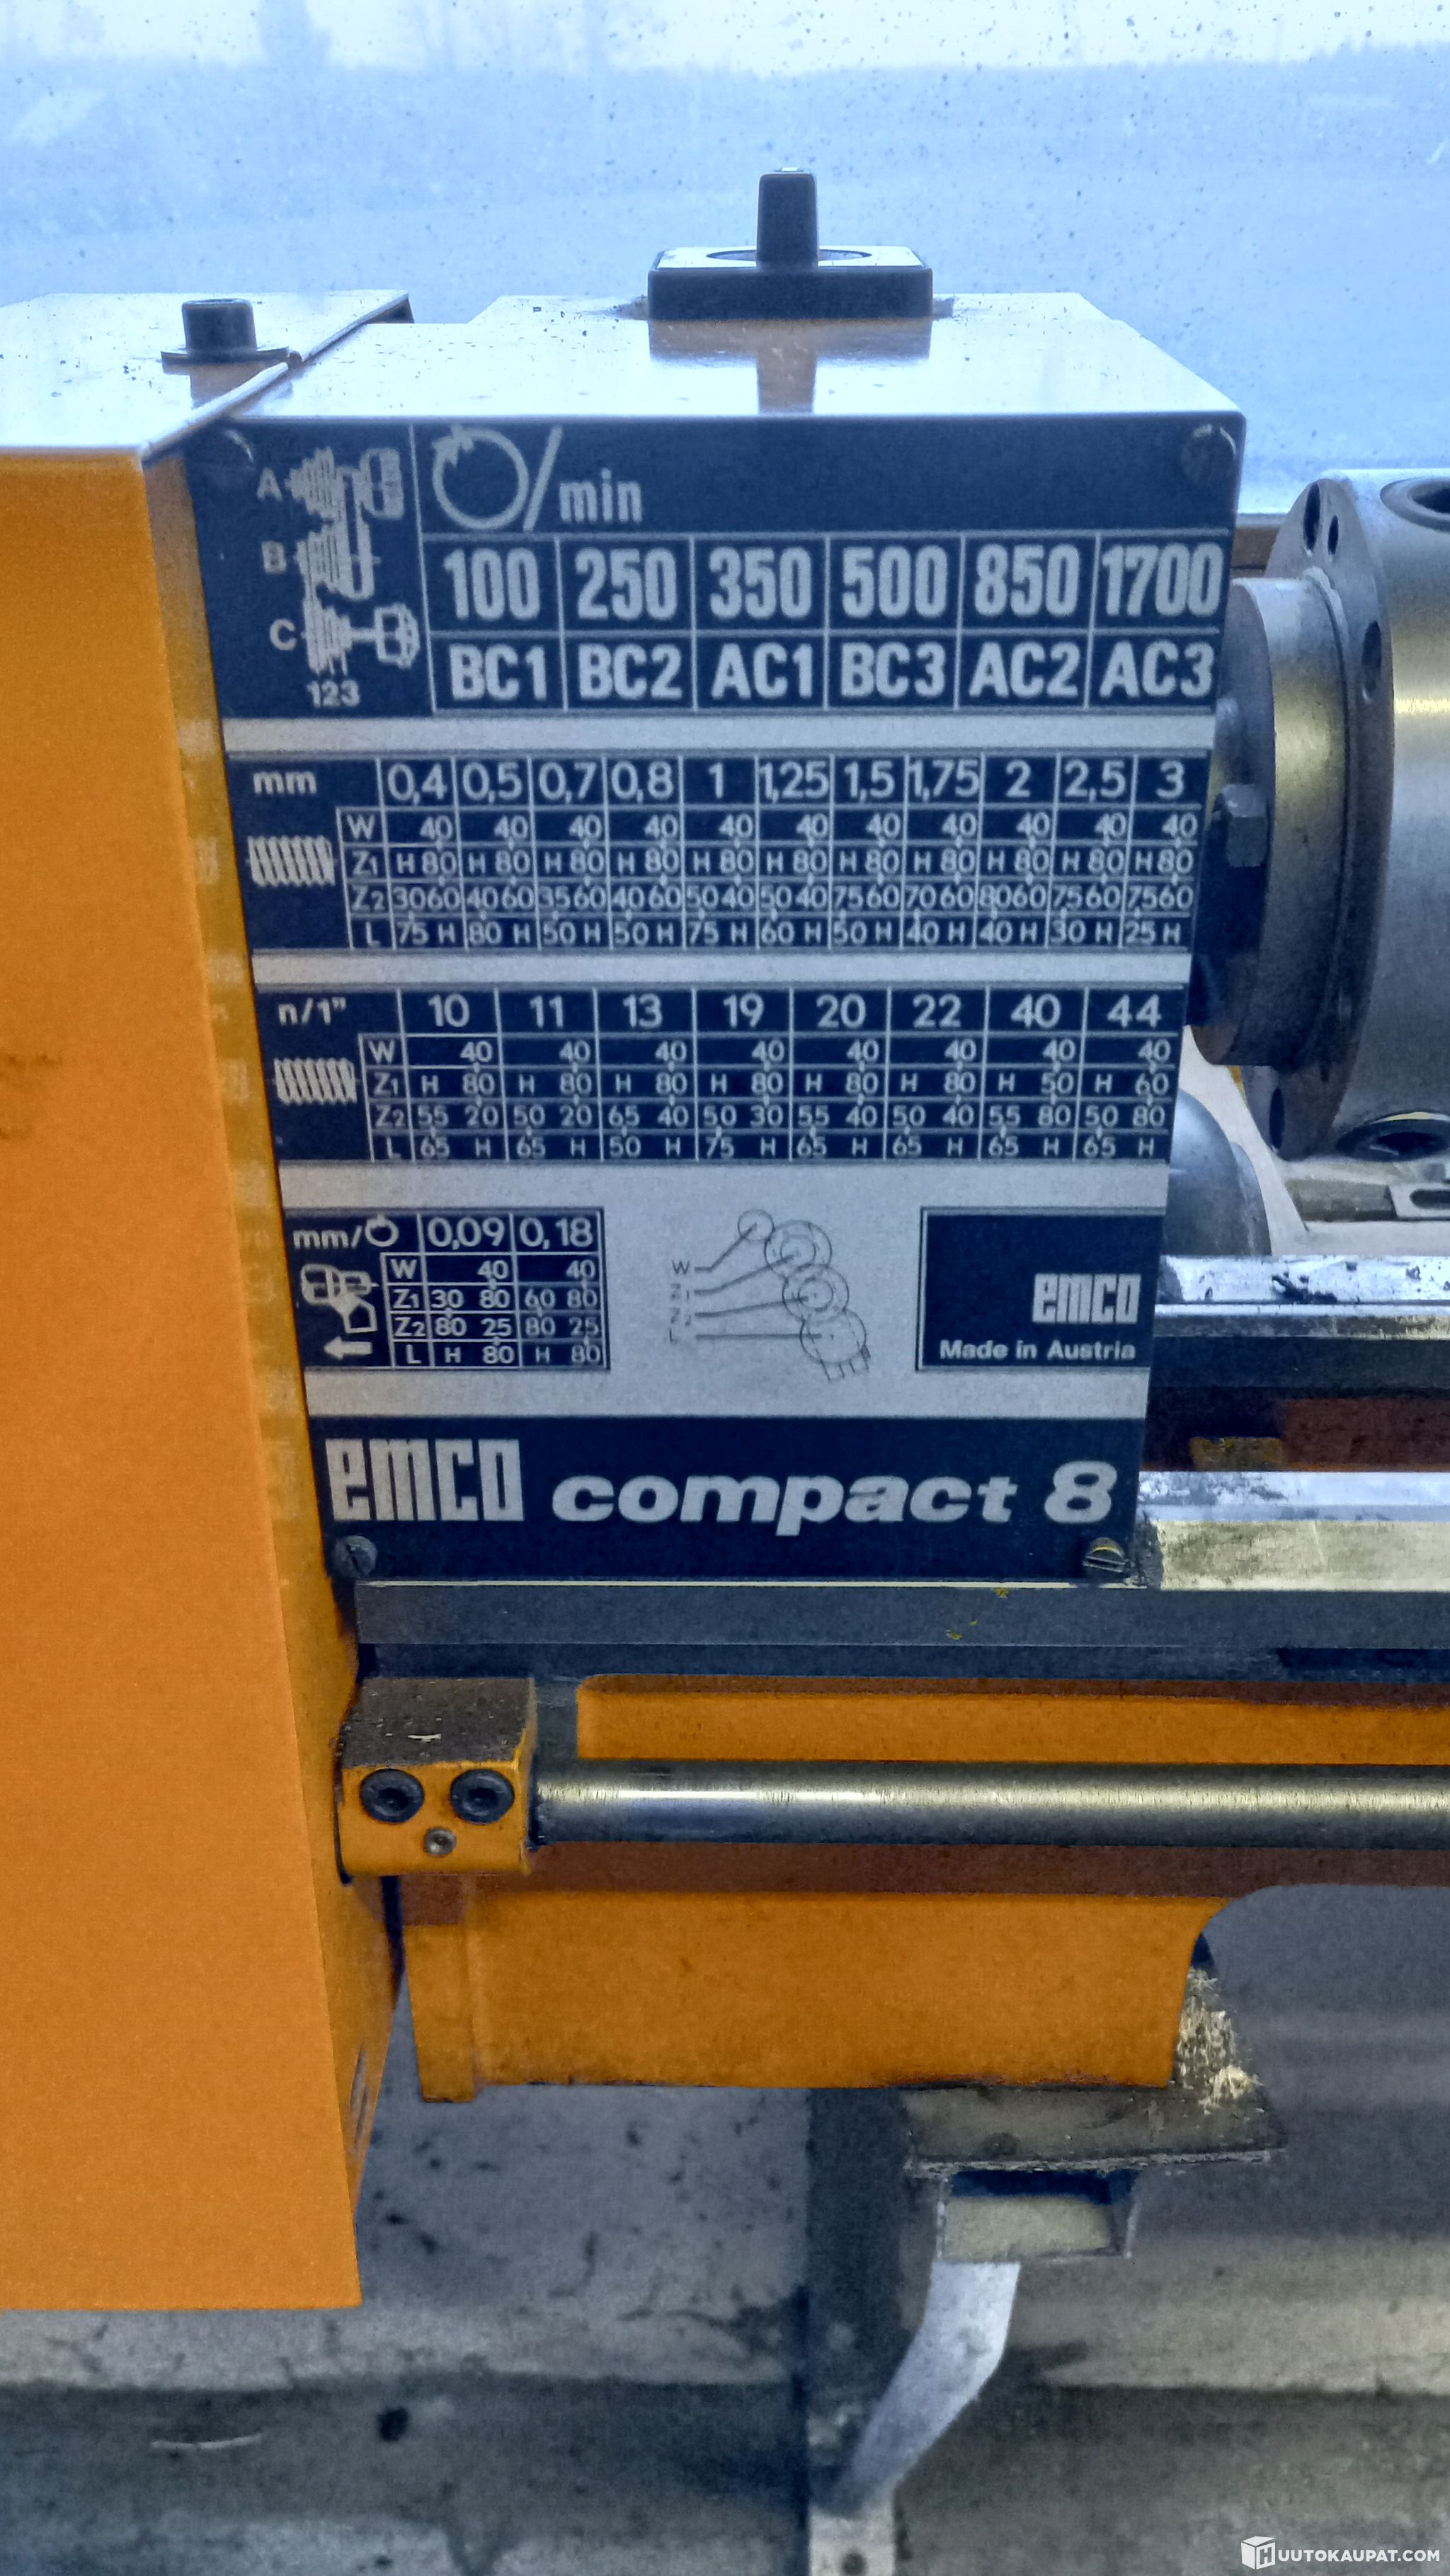 A
B
C
123
/min
100 250 350 500 850 1700
BC1 BC2 AC1 BC3 AC2 AC3
mm 0,4 0,5 0,7 0,8 1 1,25 1,5 1,75 2 2,5 3
W 40 40 40 40 40 40 40 40 40 40 40
Z1 H 80 H 80 H 80 H 80 H 80 H 80 H 80 H 80 H 80 H 80 H 80
Z2 30 60 40 60 35 60 40 60 50 40 50 40 75 60 70 60 80 60 75 60 75 60
L 75 H 80 H 50 H 50 H 75 H 60 H 50 H 40 H 40 H 30 H 25 H
n/1" 10 11 13 19 20 22 40 44
W 40 40 40 40 40 40 40 40
Z1 H 80 H 80 H 80 H 80 H 80 H 80 H 50 H 60
Z2 55 20 50 20 65 40 50 30 55 40 50 40 55 80 50 80
L 65 H 65 H 50 H 75 H 65 H 65 H 65 H 65 H
mm/ 0,09 0,18
W 40 40
Z1 30 80 60 80
Z2 80 25 80 25
L H 80 H 80
W
Z1
Z2
L
emco
Made in Austria
emco compact 8
HUUTOKAUPAT.COM